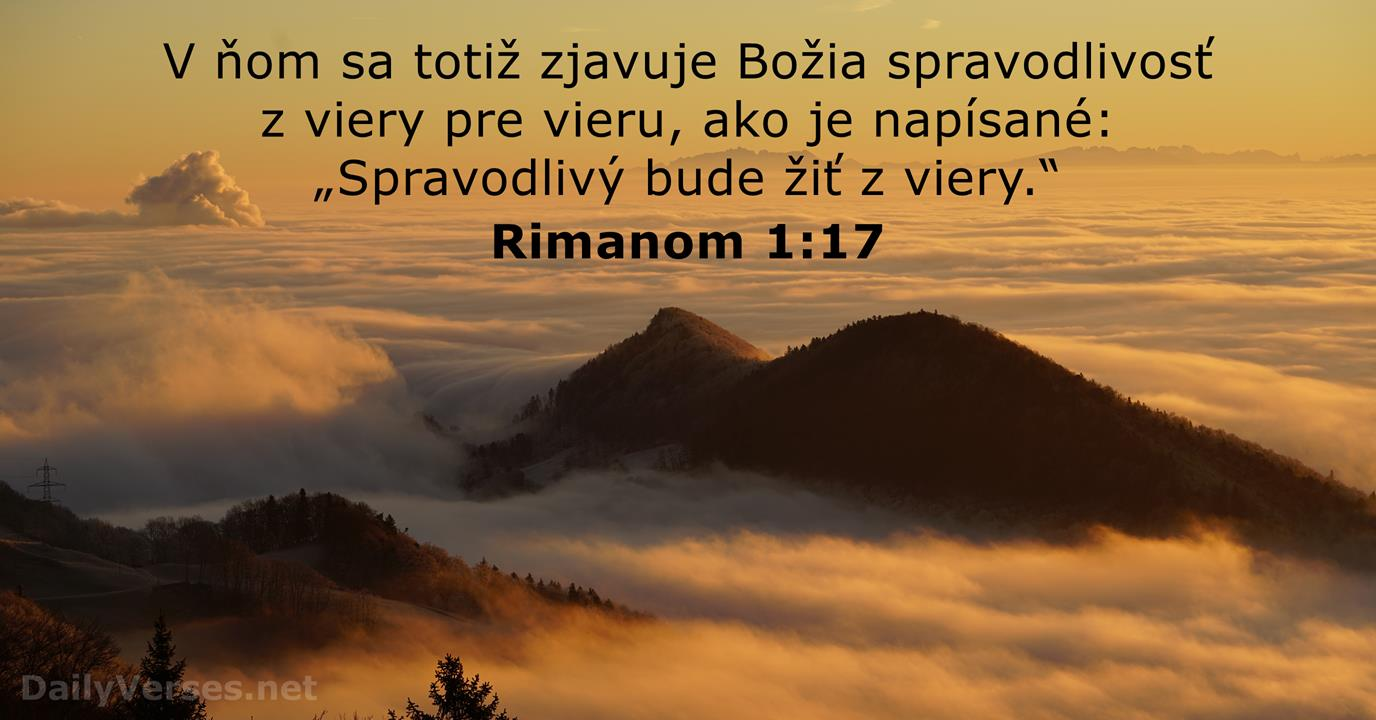 V ňom sa totiž zjavuje Božia spravodlivosť
z viery pre vieru, ako je napísané:
„Spravodlivý bude žiť z viery.“
Rimanom 1:17
DailyVerses.net